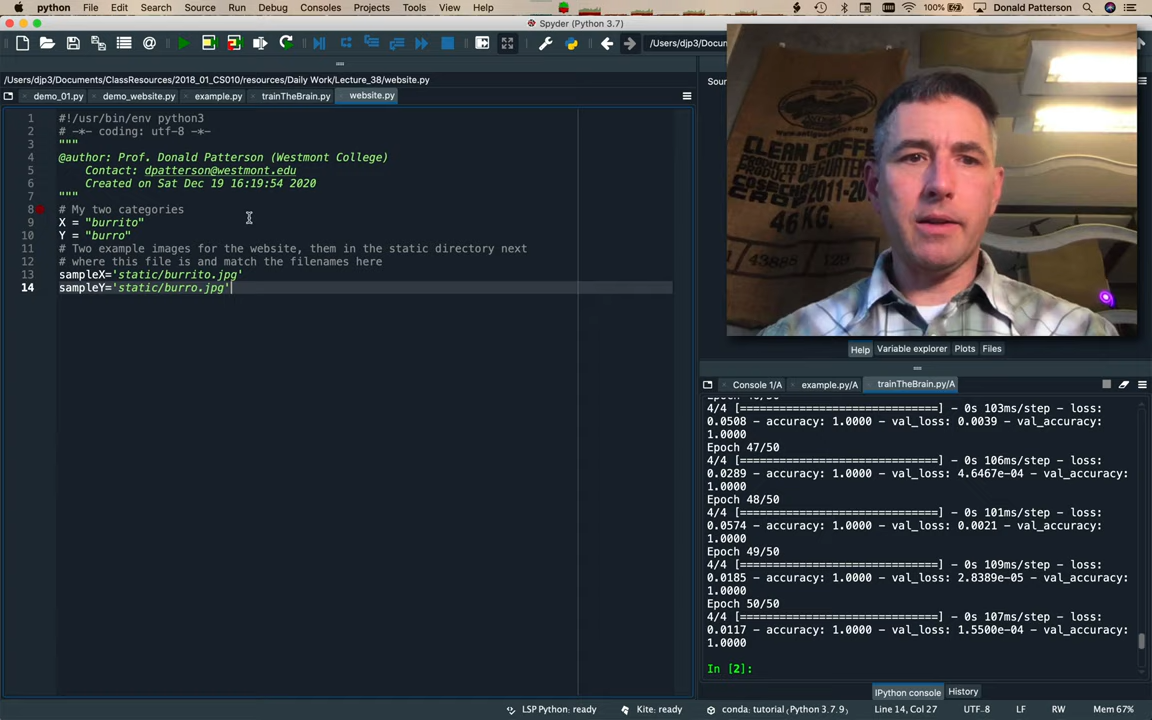 python File Edit Search Source Run Debug Consoles Projects Tools View Help 100% Donald Patterson
Spyder (Python 3.7)
/Users/djp3/Docum
/Users/djp3/Documents/ClassResources/2018_01_CS010/resources/Daily Work/Lecture_38/website.py
Sour
demo_01.py demo_website.py example.py trainTheBrain.py website.py
1 #!/usr/bin/env python3
2 # -*- coding: utf-8 -*-
3 """
4 @author: Prof. Donald Patterson (Westmont College)
5 Contact: dpatterson@westmont.edu
6 Created on Sat Dec 19 16:19:54 2020
7 """
8 # My two categories
9 X = "burrito"
10 Y = "burro"
11 # Two example images for the website, them in the static directory next
12 # where this file is and match the filenames here
13 sampleX='static/burrito.jpg'
14 sampleY='static/burro.jpg'
CLEAN COFFEE
PRODUCT
COSECHA 2011-20
46 KG.
Help Variable explorer Plots Files
Console 1/A example.py/A trainTheBrain.py/A
4/4 [==============================] - 0s 103ms/step - loss:
0.0508 - accuracy: 1.0000 - val_loss: 0.0039 - val_accuracy:
1.0000
Epoch 47/50
4/4 [==============================] - 0s 106ms/step - loss:
0.0289 - accuracy: 1.0000 - val_loss: 4.6467e-04 - val_accuracy:
1.0000
Epoch 48/50
4/4 [==============================] - 0s 101ms/step - loss:
0.0574 - accuracy: 1.0000 - val_loss: 0.0021 - val_accuracy:
1.0000
Epoch 49/50
4/4 [==============================] - 0s 109ms/step - loss:
0.0185 - accuracy: 1.0000 - val_loss: 2.8389e-05 - val_accuracy:
1.0000
Epoch 50/50
4/4 [==============================] - 0s 107ms/step - loss:
0.0117 - accuracy: 1.0000 - val_loss: 1.5500e-04 - val_accuracy:
1.0000
In [2]:
IPython console History
LSP Python: ready Kite: ready conda: tutorial (Python 3.7.9) Line 14, Col 27 UTF-8 LF RW Mem 67%